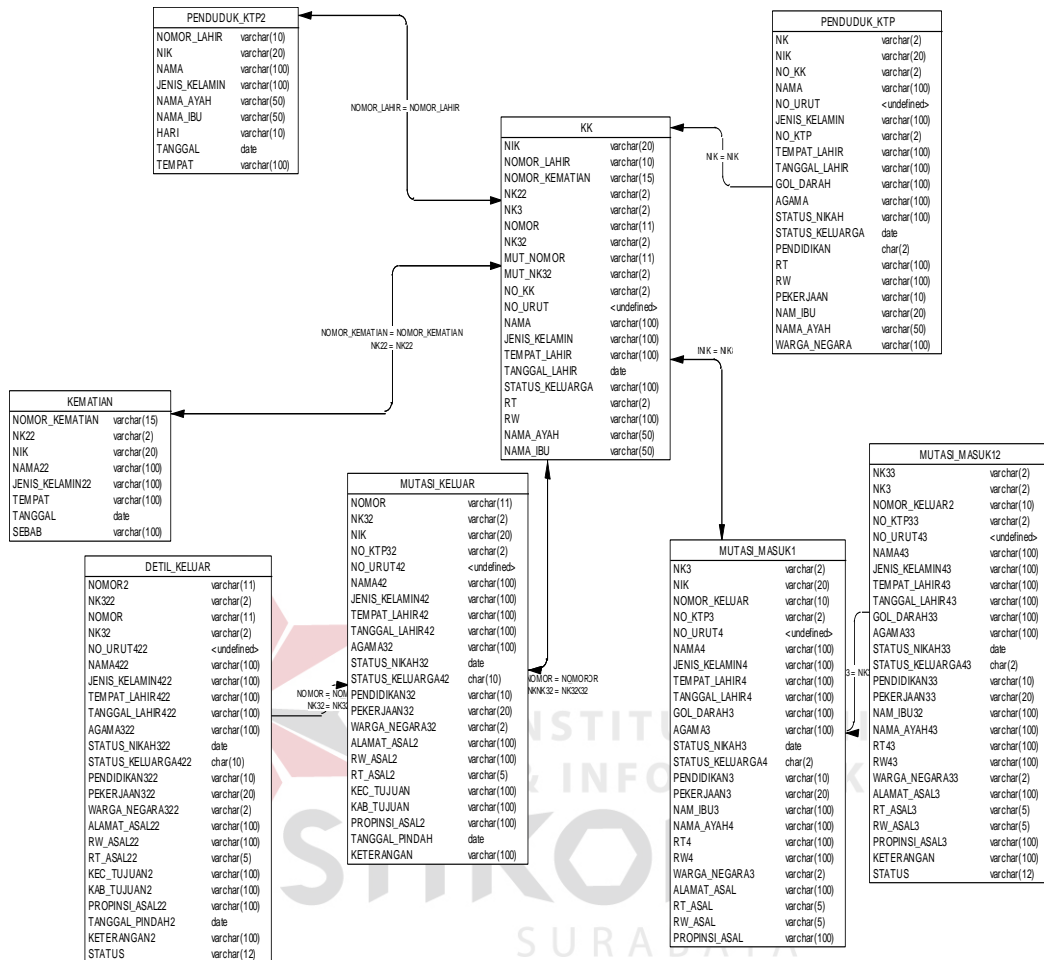 PENDUDUK_KTP2
NOMOR_LAHIR varchar(10)
NIK varchar(20)
NAMA varchar(100)
JENIS_KELAMIN varchar(100)
NAMA_AYAH varchar(50)
NAMA_IBU varchar(50)
HARI varchar(10)
TANGGAL date
TEMPAT varchar(100)
NOMOR_LAHIR = NOMOR_LAHIR
PENDUDUK_KTP
NK varchar(2)
NIK varchar(20)
NO_KK varchar(2)
NAMA varchar(100)
NO_URUT <undefined>
JENIS_KELAMIN varchar(100)
NO_KTP varchar(2)
TEMPAT_LAHIR varchar(100)
TANGGAL_LAHIR varchar(100)
GOL_DARAH varchar(100)
AGAMA varchar(100)
STATUS_NIKAH varchar(100)
STATUS_KELUARGA date
PENDIDIKAN char(2)
RT varchar(100)
RW varchar(100)
PEKERJAAN varchar(10)
NAM_IBU varchar(20)
NAMA_AYAH varchar(50)
WARGA_NEGARA varchar(100)
NIK = NIK
KK
NIK varchar(20)
NOMOR_LAHIR varchar(10)
NOMOR_KEMATIAN varchar(15)
NK22 varchar(2)
NK3 varchar(2)
NOMOR varchar(11)
NK32 varchar(2)
MUT_NOMOR varchar(11)
MUT_NK32 varchar(2)
NO_KK varchar(2)
NO_URUT <undefined>
NAMA varchar(100)
JENIS_KELAMIN varchar(100)
TEMPAT_LAHIR varchar(100)
TANGGAL_LAHIR date
STATUS_KELUARGA varchar(100)
RT varchar(2)
RW varchar(100)
NAMA_AYAH varchar(50)
NAMA_IBU varchar(50)
NOMOR_KEMATIAN = NOMOR_KEMATIAN
NK22 = NK22
KEMATIAN
NOMOR_KEMATIAN varchar(15)
NK22 varchar(2)
NIK varchar(20)
NAMA22 varchar(100)
JENIS_KELAMIN22 varchar(100)
TEMPAT varchar(100)
TANGGAL date
SEBAB varchar(100)
MUTASI_KELUAR
NOMOR varchar(11)
NK32 varchar(2)
NIK varchar(20)
NO_KTP32 varchar(2)
NO_URUT42 <undefined>
NAMA42 varchar(100)
JENIS_KELAMIN42 varchar(100)
TEMPAT_LAHIR42 varchar(100)
TANGGAL_LAHIR42 varchar(100)
AGAMA32 varchar(100)
STATUS_NIKAH32 date
STATUS_KELUARGA42 char(10)
PENDIDIKAN32 varchar(10)
PEKERJAAN32 varchar(20)
WARGA_NEGARA32 varchar(2)
ALAMAT_ASAL2 varchar(100)
RW_ASAL2 varchar(100)
RT_ASAL2 varchar(5)
KEC_TUJUAN varchar(100)
KAB_TUJUAN varchar(100)
PROPINSI_ASAL2 varchar(100)
TANGGAL_PINDAH date
KETERANGAN varchar(100)
DETIL_KELUAR
NOMOR2 varchar(11)
NK322 varchar(2)
NOMOR varchar(11)
NK32 varchar(2)
NO_URUT422 <undefined>
NAMA422 varchar(100)
JENIS_KELAMIN422 varchar(100)
TEMPAT_LAHIR422 varchar(100)
TANGGAL_LAHIR422 varchar(100)
AGAMA322 varchar(100)
STATUS_NIKAH322 date
STATUS_KELUARGA422 char(10)
PENDIDIKAN322 varchar(10)
PEKERJAAN322 varchar(20)
WARGA_NEGARA322 varchar(2)
ALAMAT_ASAL22 varchar(100)
RW_ASAL22 varchar(100)
RT_ASAL22 varchar(5)
KEC_TUJUAN2 varchar(100)
KAB_TUJUAN2 varchar(100)
PROPINSI_ASAL22 varchar(100)
TANGGAL_PINDAH2 date
KETERANGAN2 varchar(100)
STATUS varchar(12)
MUTASI_MASUK1
NK3 varchar(2)
NIK varchar(20)
NOMOR_KELUAR varchar(10)
NO_KTP3 varchar(2)
NO_URUT4 <undefined>
NAMA4 varchar(100)
JENIS_KELAMIN4 varchar(100)
TEMPAT_LAHIR4 varchar(100)
TANGGAL_LAHIR4 varchar(100)
GOL_DARAH3 varchar(100)
AGAMA3 varchar(100)
STATUS_NIKAH3 date
STATUS_KELUARGA4 char(2)
PENDIDIKAN3 varchar(10)
PEKERJAAN3 varchar(20)
NAM_IBU3 varchar(100)
NAMA_AYAH4 varchar(100)
RT4 varchar(100)
RW4 varchar(100)
WARGA_NEGARA3 varchar(2)
ALAMAT_ASAL varchar(100)
RT_ASAL varchar(5)
RW_ASAL varchar(5)
PROPINSI_ASAL varchar(100)
MUTASI_MASUK12
NK33 varchar(2)
NK3 varchar(2)
NOMOR_KELUAR2 varchar(10)
NO_KTP33 varchar(2)
NO_URUT43 <undefined>
NAMA43 varchar(100)
JENIS_KELAMIN43 varchar(100)
TEMPAT_LAHIR43 varchar(100)
TANGGAL_LAHIR43 varchar(100)
GOL_DARAH33 varchar(100)
AGAMA33 varchar(100)
STATUS_NIKAH33 date
STATUS_KELUARGA43 char(2)
PENDIDIKAN33 varchar(10)
PEKERJAAN33 varchar(20)
NAM_IBU32 varchar(100)
NAMA_AYAH43 varchar(100)
RT43 varchar(100)
RW43 varchar(100)
WARGA_NEGARA33 varchar(2)
ALAMAT_ASAL3 varchar(100)
RT_ASAL3 varchar(5)
RW_ASAL3 varchar(5)
PROPINSI_ASAL3 varchar(100)
KETERANGAN varchar(100)
STATUS varchar(12)
SURABAYA